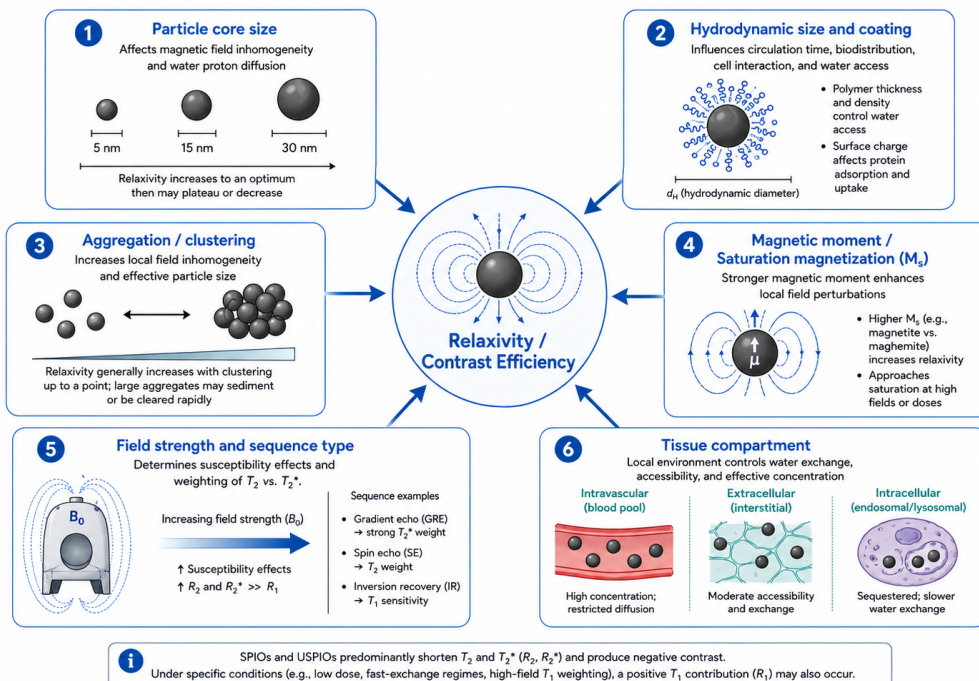 1
Particle core size
Affects magnetic field inhomogeneity
and water proton diffusion
5 nm
15 nm
30 nm
Relaxivity increases to an optimum
then may plateau or decrease
2
Hydrodynamic size and coating
Influences circulation time, biodistribution,
cell interaction, and water access
• Polymer thickness
and density
control water
access
• Surface charge
affects protein
adsorption and
uptake
dH (hydrodynamic diameter)
3
Aggregation / clustering
Increases local field inhomogeneity
and effective particle size
Relaxivity generally increases with clustering
up to a point; large aggregates may sediment
or be cleared rapidly
Relaxivity /
Contrast Efficiency
4
Magnetic moment /
Saturation magnetization (Ms)
Stronger magnetic moment enhances
local field perturbations
μ
• Higher Ms (e.g.,
magnetite vs.
maghemite)
increases relaxivity
• Approaches
saturation at high
fields or doses
5
Field strength and sequence type
Determines susceptibility effects and
weighting of T2 vs. T2*.
B0
Increasing field strength (B0)
↑ Susceptibility effects
↑ R2 and R2* >> R1
Sequence examples
• Gradient echo (GRE)
→ strong T2* weight
• Spin echo (SE)
→ T2 weight
• Inversion recovery (IR)
→ T1 sensitivity
6
Tissue compartment
Local environment controls water exchange,
accessibility, and effective concentration
Intravascular
(blood pool)
High concentration;
restricted diffusion
Extracellular
(interstitial)
Moderate accessibility
and exchange
Intracellular
(endosomal/lysosomal)
Sequestered; slower
water exchange
i
SPIOs and USPIOs predominantly shorten T2 and T2* (R2, R2*) and produce negative contrast.
Under specific conditions (e.g., low dose, fast-exchange regimes, high-field T1 weighting), a positive T1 contribution (R1) may also occur.